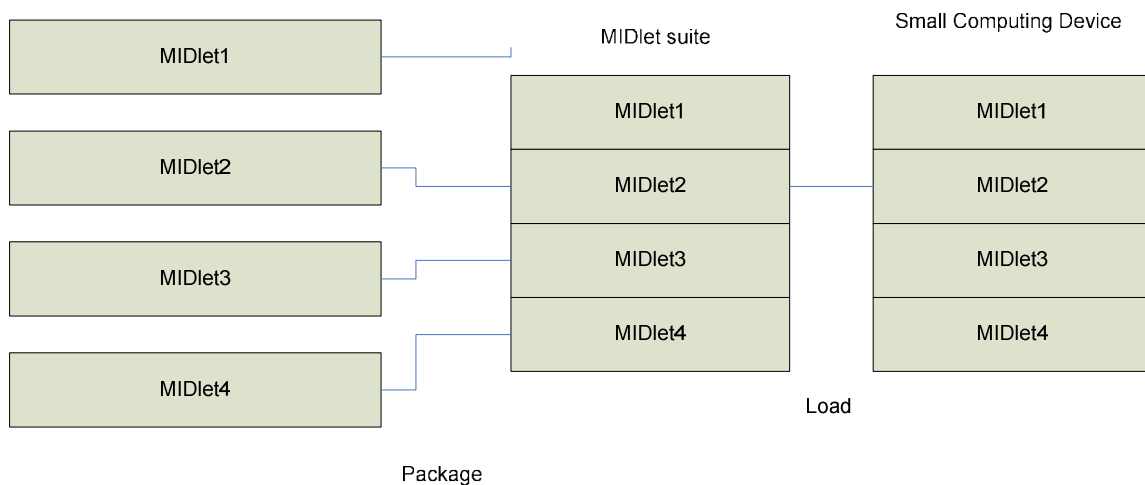 MIDlet1
MIDlet2
MIDlet3
MIDlet4
Package
MIDlet suite
MIDlet1
MIDlet2
MIDlet3
MIDlet4
Load
Small Computing Device
MIDlet1
MIDlet2
MIDlet3
MIDlet4